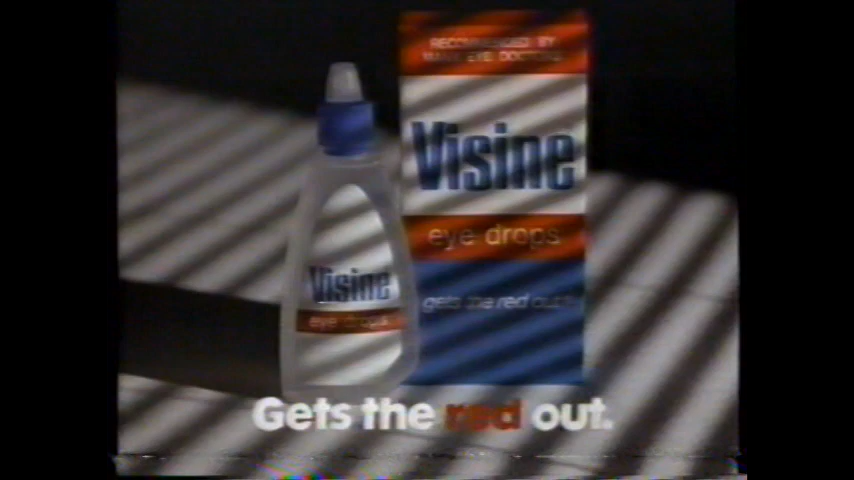 RECOMMENDED BY
MANY EYE DOCTORS
Visine
eye drops
gets the red out®
Visine
eye drops
Gets the red out.